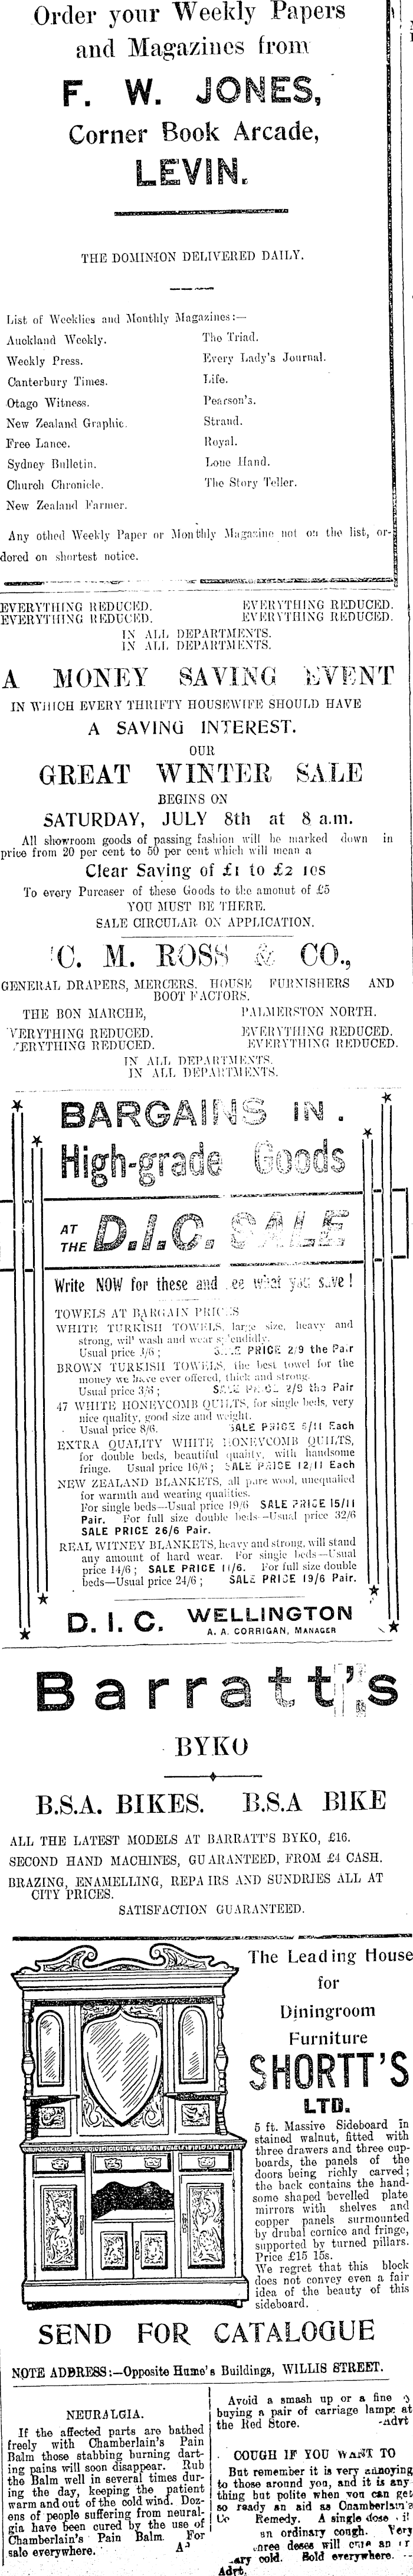 Order your Weekly Papers
and Magazines from
F. W. JONES,
Corner Book Arcade,
LEVIN.
THE DOMINION DELIVERED DAILY.
List of Weeklies and Monthly Magazines:—
Auckland Weekly.
Weekly Press.
Canterbury Times.
Otago Witness.
New Zealand Graphic.
Free Lance.
Sydney Bulletin.
Church Chronicle.
New Zealand Farmer.
The Triad.
Every Lady's Journal.
Life.
Pearson's.
Strand.
Royal.
Lone Hand.
The Story Teller.
Any othed Weekly Paper or Monthly Magazine not on the list, or-
dered on shortest notice.
EVERYTHING REDUCED. EVERYTHING REDUCED.
EVERYTHING REDUCED. EVERYTHING REDUCED.
IN ALL DEPARTMENTS.
IN ALL DEPARTMENTS.
A MONEY SAVING EVENT
IN WHICH EVERY THRIFTY HOUSEWIFE SHOULD HAVE
A SAVING INTEREST.
OUR
GREAT WINTER SALE
BEGINS ON
SATURDAY, JULY 8th at 8 a.m.
All showroom goods of passing fashion will be marked down in
price from 20 per cent to 50 per cent which will mean a
Clear Saving of £1 to £2 10s
To every Purcaser of these Goods to the amonut of £5
YOU MUST BE THERE.
SALE CIRCULAR ON APPLICATION.
C. M. ROSS & CO.,
GENERAL DRAPERS, MERCERS, HOUSE FURNISHERS AND
BOOT FACTORS.
THE BON MARCHE, PALMERSTON NORTH.
VERYTHING REDUCED. EVERYTHING REDUCED.
ERYTHING REDUCED. EVERYTHING REDUCED.
IN ALL DEPARTMENTS.
IN ALL DEPARTMENTS.
BARGAINS IN
High-grade Goods
AT THE D.I.C. SALE
Write NOW for these and see what you save!
TOWELS AT BARGAIN PRICES
WHITE TURKISH TOWELS, large size, heavy and
strong, will wash and wear splendidly.
Usual price 3/6; SALE PRICE 2/9 the Pair
BROWN TURKISH TOWELS, the best towel for the
money we have ever offered, thick and strong.
Usual price 3/6; SALE PRICE 2/9 the Pair
47 WHITE HONEYCOMB QUILTS, for single beds, very
nice quality, good size and weight.
Usual price 8/6. SALE PRICE 5/11 Each
EXTRA QUALITY WHITE HONEYCOMB QUILTS,
for double beds, beautiful quality, with handsome
fringe. Usual price 16/6; SALE PRICE 12/11 Each
NEW ZEALAND BLANKETS, all pure wool, unequalled
for warmth and wearing qualities.
For single beds—Usual price 19/6 SALE PRICE 15/11
Pair. For full size double beds—Usual price 32/6
SALE PRICE 26/6 Pair.
REAL WITNEY BLANKETS, heavy and strong, will stand
any amount of hard wear. For single beds—Usual
price 14/6; SALE PRICE 11/6. For full size double
beds—Usual price 24/6; SALE PRICE 19/6 Pair.
D. I. C. WELLINGTON
A. A. CORRIGAN, MANAGER
Barratt's
BYKO
B.S.A. BIKES. B.S.A BIKE
ALL THE LATEST MODELS AT BARRATT'S BYKO, £16.
SECOND HAND MACHINES, GUARANTEED, FROM £4 CASH.
BRAZING, ENAMELLING, REPAIRS AND SUNDRIES ALL AT
CITY PRICES.
SATISFACTION GUARANTEED.
The Leading House
for
Diningroom
Furniture
SHORTT'S
LTD.
5 ft. Massive Sideboard in
stained walnut, fitted with
three drawers and three cup-
boards, the panels of the
doors being richly carved;
the back contains the hand-
some shaped bevelled plate
mirrors with shelves and
copper panels surmounted
by drubal cornice and fringe,
supported by turned pillars.
Price £15 15s.
We regret that this block
does not convey even a fair
idea of the beauty of this
sideboard.
SEND FOR CATALOGUE
NOTE ADDRESS:—Opposite Hume's Buildings, WILLIS STREET.
NEURALGIA.
If the affected parts are bathed
freely with Chamberlain's Pain
Balm those stabbing burning dart-
ing pains will soon disappear. Rub
the Balm well in several times dur-
ing the day, keeping the patient
warm and out of the cold wind. Doz-
ens of people suffering from neural-
gia have been cured by the use of
Chamberlain's Pain Balm. For
sale everywhere.
Avoid a smash up or a fine
buying a pair of carriage lamps at
the Red Store. -Advt
COUGH IF YOU WANT TO
But remember it is very annoying
to those around you, and it is any
thing but polite when you can get
so ready an aid as Chamberlain's
Remedy. A single dose
an ordinary cough. Very
three doses will cure an
cold. Sold everywhere.
Advt.